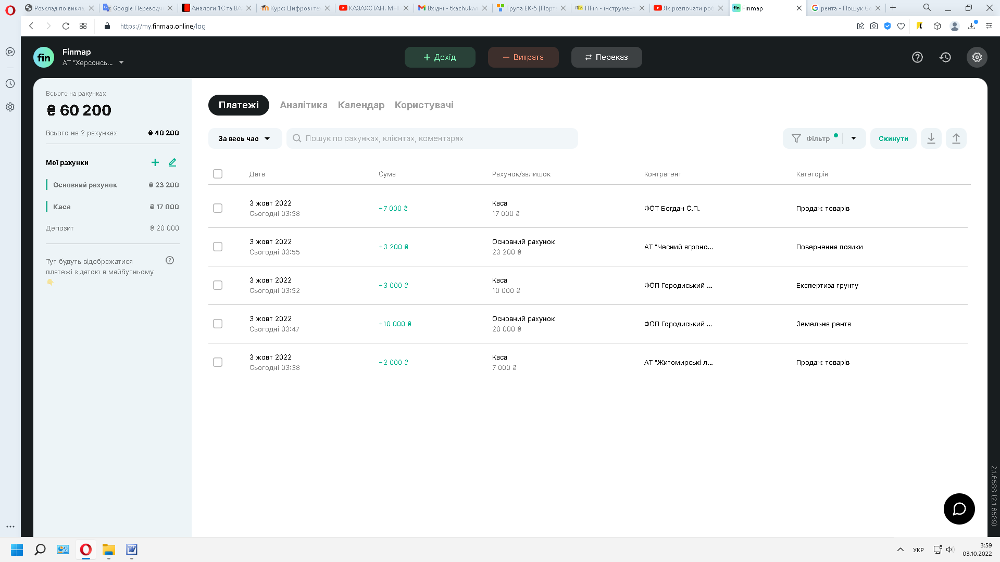 Розклад по викла
Google Переводч
Аналоги 1С та ВА
Курс: Цифрові те
КАЗАХСТАН. МНЕ
Вхідні - tkachuk.vi
Група ЕК-5 [Порт
ITFin - інструмент
Як розпочати роб
Finmap
рента - Пошук Go
https://my.finmap.online/log
fin
Finmap
АТ "Херсонсь...
+ Дохід
— Витрата
Переказ
Всього на рахунках
₴ 60 200
Всього на 2 рахунках
₴ 40 200
Мої рахунки
Основний рахунок
₴ 23 200
Каса
₴ 17 000
Депозит
₴ 20 000
Тут будуть відображатися
платежі з датою в майбутньому
Платежі
Аналітика
Календар
Користувачі
За весь час
Пошук по рахунках, клієнтах, коментарях
Фільтр
Скинути
Дата
Сума
Рахунок/залишок
Контрагент
Категорія
3 жовт 2022
Сьогодні 03:58
+7 000 ₴
Каса
17 000 ₴
ФОТ Богдан С.П.
Продаж товарів
3 жовт 2022
Сьогодні 03:55
+3 200 ₴
Основний рахунок
23 200 ₴
АТ "Чесний агроно...
Повернення позики
3 жовт 2022
Сьогодні 03:52
+3 000 ₴
Каса
10 000 ₴
ФОП Городиський ...
Експертиза грунту
3 жовт 2022
Сьогодні 03:47
+10 000 ₴
Основний рахунок
20 000 ₴
ФОП Городиський ...
Земельна рента
3 жовт 2022
Сьогодні 03:38
+2 000 ₴
Каса
7 000 ₴
АТ "Житомирські л...
Продаж товарів
2.1.6588 (2.1.6589)
УКР
3:59
03.10.2022